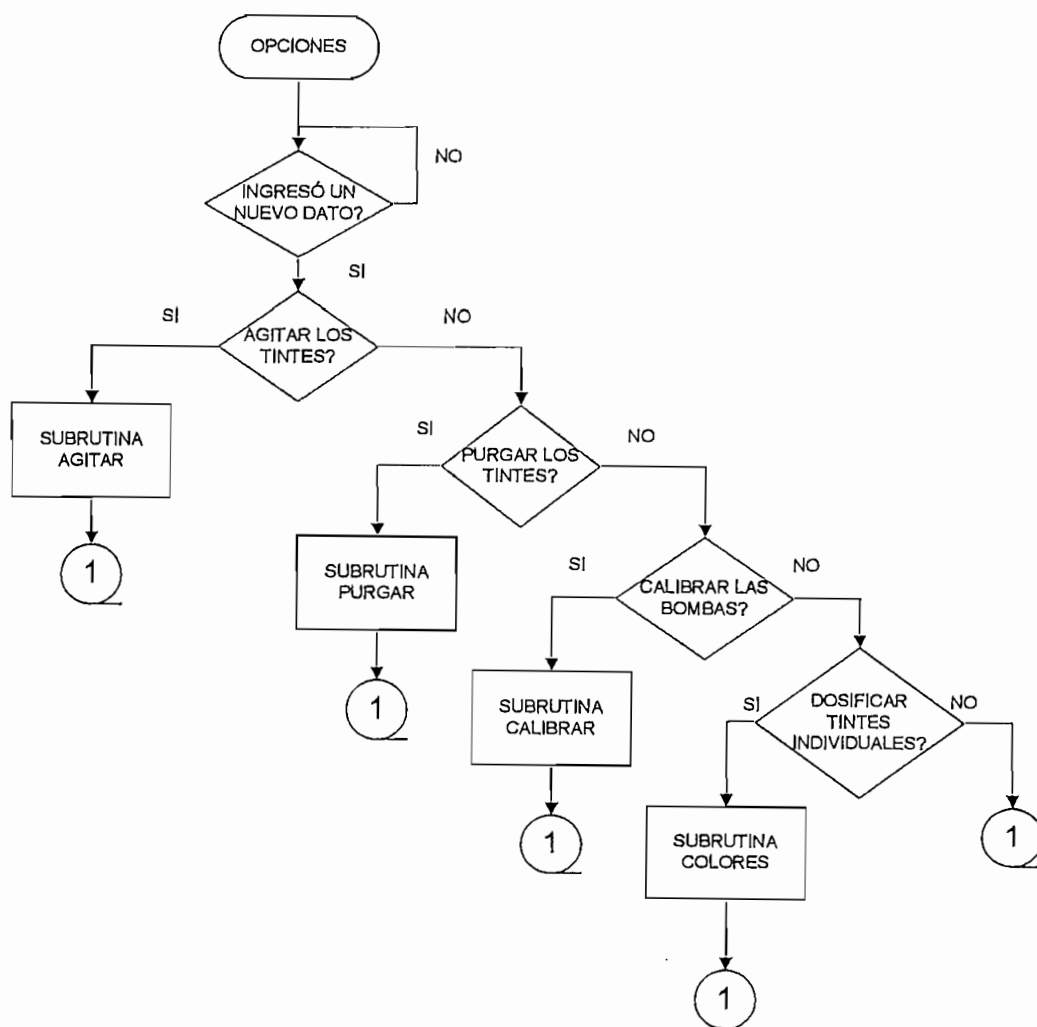 OPCIONES
NO
INGRESÓ UN
NUEVO DATO?
SI
SI
NO
AGITAR LOS
TINTES?
SUBRUTINA
AGITAR
SI
NO
PURGAR LOS
TINTES?
1
SUBRUTINA
PURGAR
SI
NO
CALIBRAR LAS
BOMBAS?
1
SUBRUTINA
CALIBRAR
SI
NO
DOSIFICAR
TINTES
INDIVIDUALES?
1
SUBRUTINA
COLORES
1
1